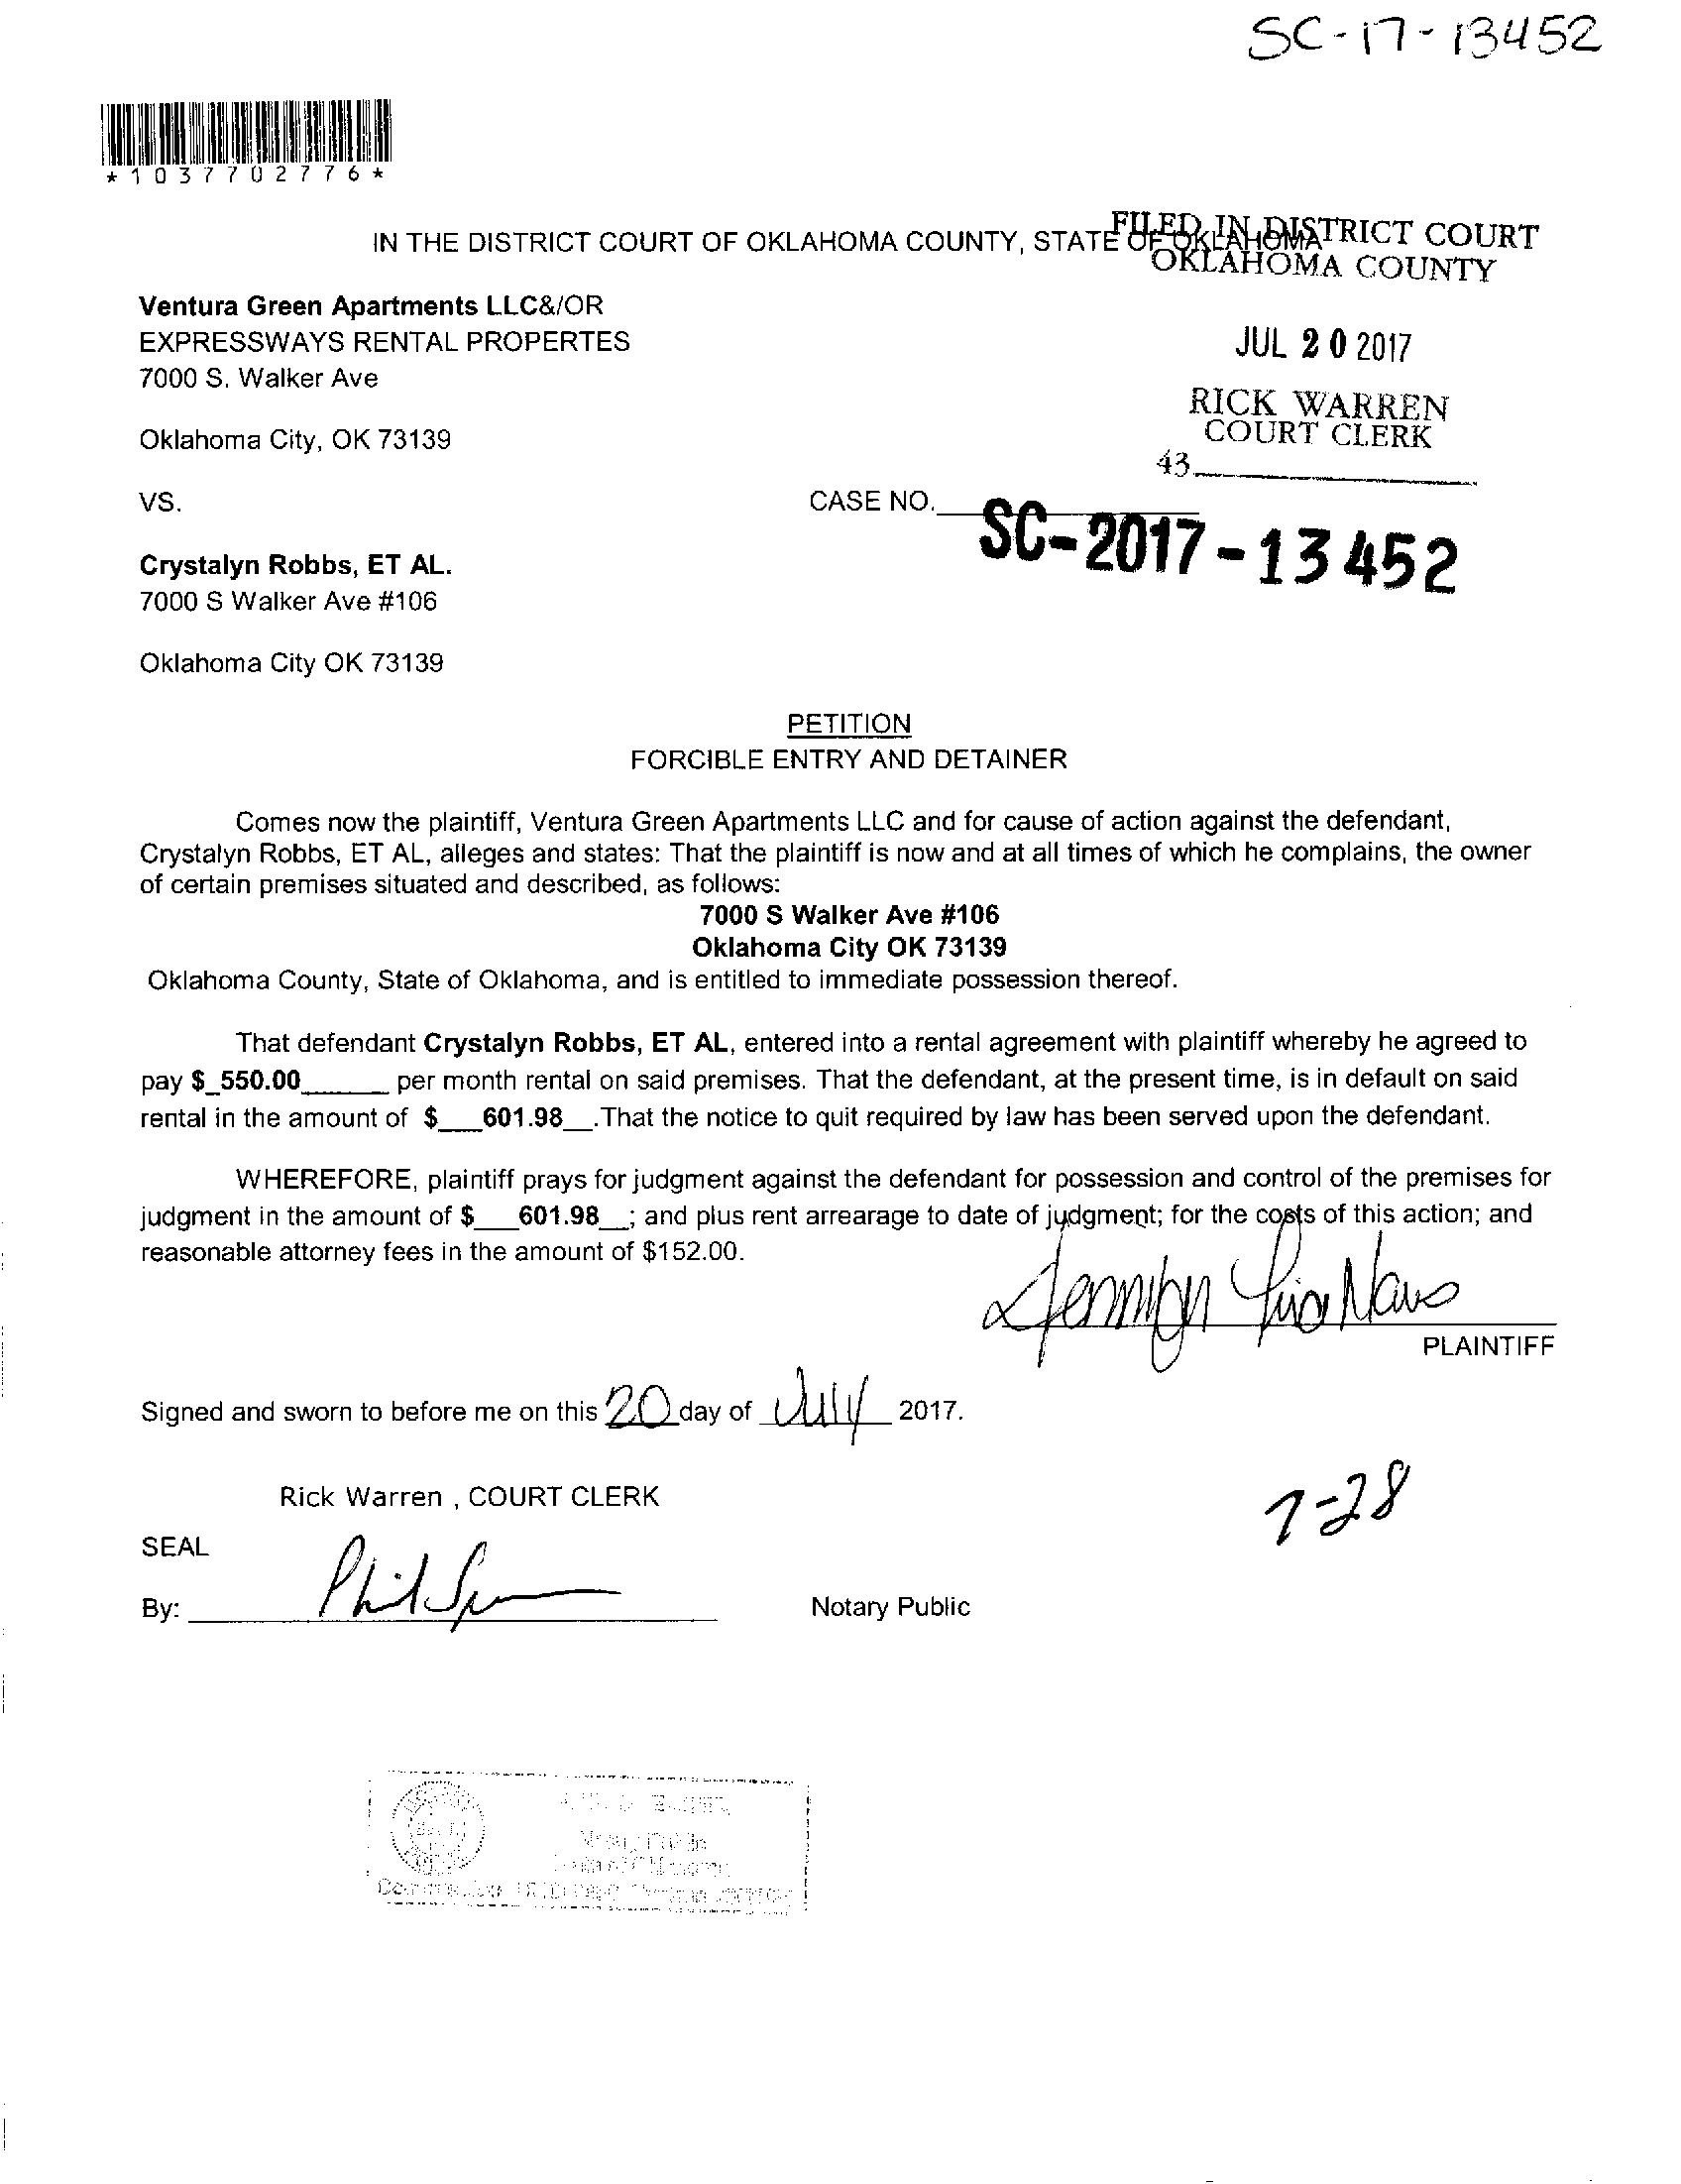 SC-17-13452
*1037702776*
IN THE DISTRICT COURT OF OKLAHOMA COUNTY, STATE OF OKLAHOMA
FILED IN DISTRICT COURT
OKLAHOMA COUNTY
Ventura Green Apartments LLC&/OR
EXPRESSWAYS RENTAL PROPERTES
JUL 20 2017
7000 S. Walker Ave
RICK WARREN
COURT CLERK
Oklahoma City, OK 73139
43
VS.
CASE NO. SC-2017-13452
Crystalyn Robbs, ET AL.
7000 S Walker Ave #106
Oklahoma City OK 73139
PETITION
FORCIBLE ENTRY AND DETAINER
Comes now the plaintiff, Ventura Green Apartments LLC and for cause of action against the defendant,
Crystalyn Robbs, ET AL, alleges and states: That the plaintiff is now and at all times of which he complains, the owner
of certain premises situated and described, as follows:
7000 S Walker Ave #106
Oklahoma City OK 73139
Oklahoma County, State of Oklahoma, and is entitled to immediate possession thereof.
That defendant Crystalyn Robbs, ET AL, entered into a rental agreement with plaintiff whereby he agreed to
pay $_550.00______ per month rental on said premises. That the defendant, at the present time, is in default on said
rental in the amount of $___601.98__.That the notice to quit required by law has been served upon the defendant.
WHEREFORE, plaintiff prays for judgment against the defendant for possession and control of the premises for
judgment in the amount of $___601.98__; and plus rent arrearage to date of judgment; for the costs of this action; and
reasonable attorney fees in the amount of $152.00.
PLAINTIFF
Signed and sworn to before me on this 20 day of July 2017.
Rick Warren , COURT CLERK
7-28
SEAL
By:
Notary Public